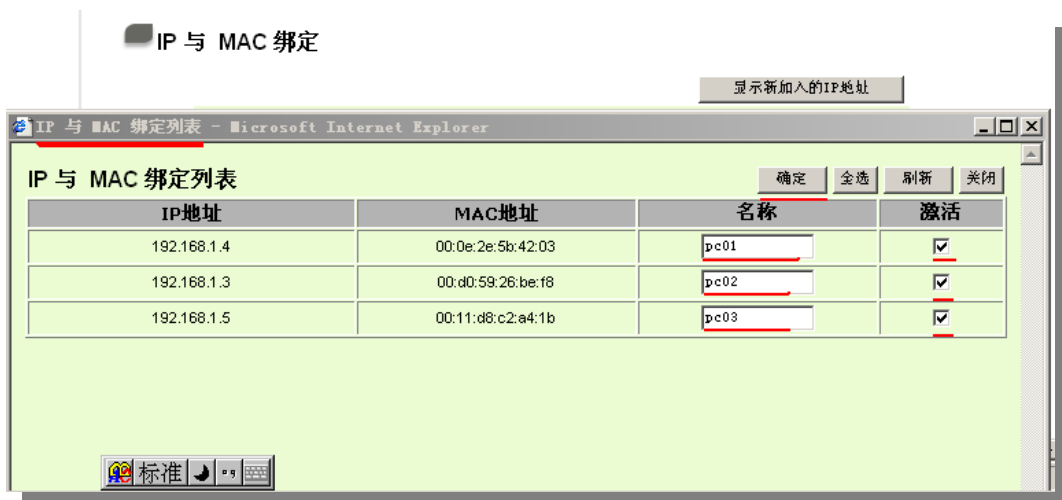 IP 与 MAC 绑定
显示新加入的IP地址
IP 与 MAC 绑定列表 - Microsoft Internet Explorer
IP 与 MAC 绑定列表
确定 全选 刷新 关闭
IP地址 MAC地址 名称 激活
192.168.1.4 00:0e:2e:5b:42:03 pc01
192.168.1.3 00:d0:59:26:be:f8 pc02
192.168.1.5 00:11:d8:c2:a4:1b pc03
标准